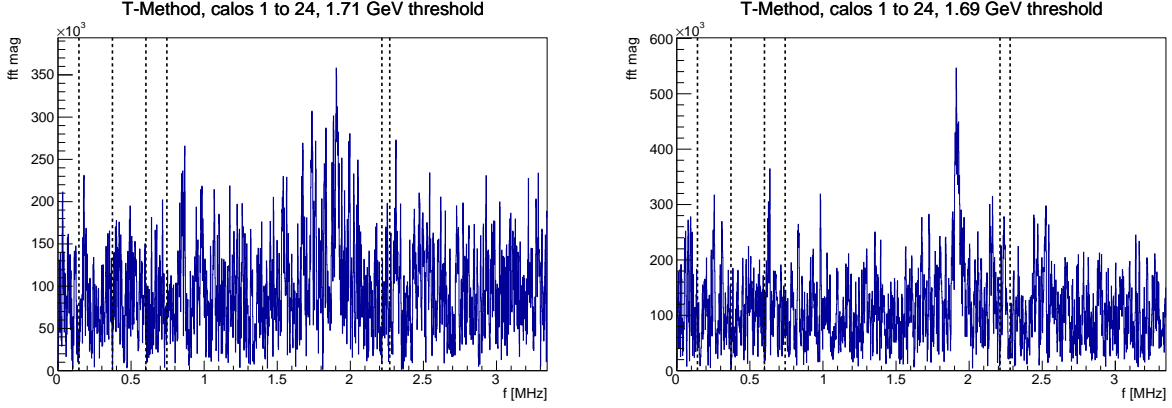 T-Method, calos 1 to 24, 1.71 GeV threshold
×10³
fft mag
350
300
250
200
150
100
50
0
0 0.5 1 1.5 2 2.5 3
f [MHz]
T-Method, calos 1 to 24, 1.69 GeV threshold
×10³
fft mag
600
500
400
300
200
100
0
0 0.5 1 1.5 2 2.5 3
f [MHz]